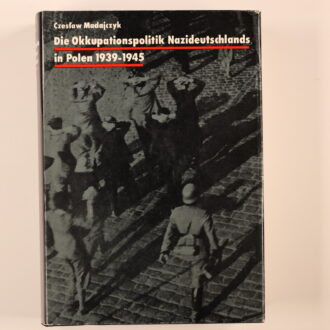 Czesław Madajczyk
Die Okkupationspolitik Nazideutschlands
in Polen 1939-1945